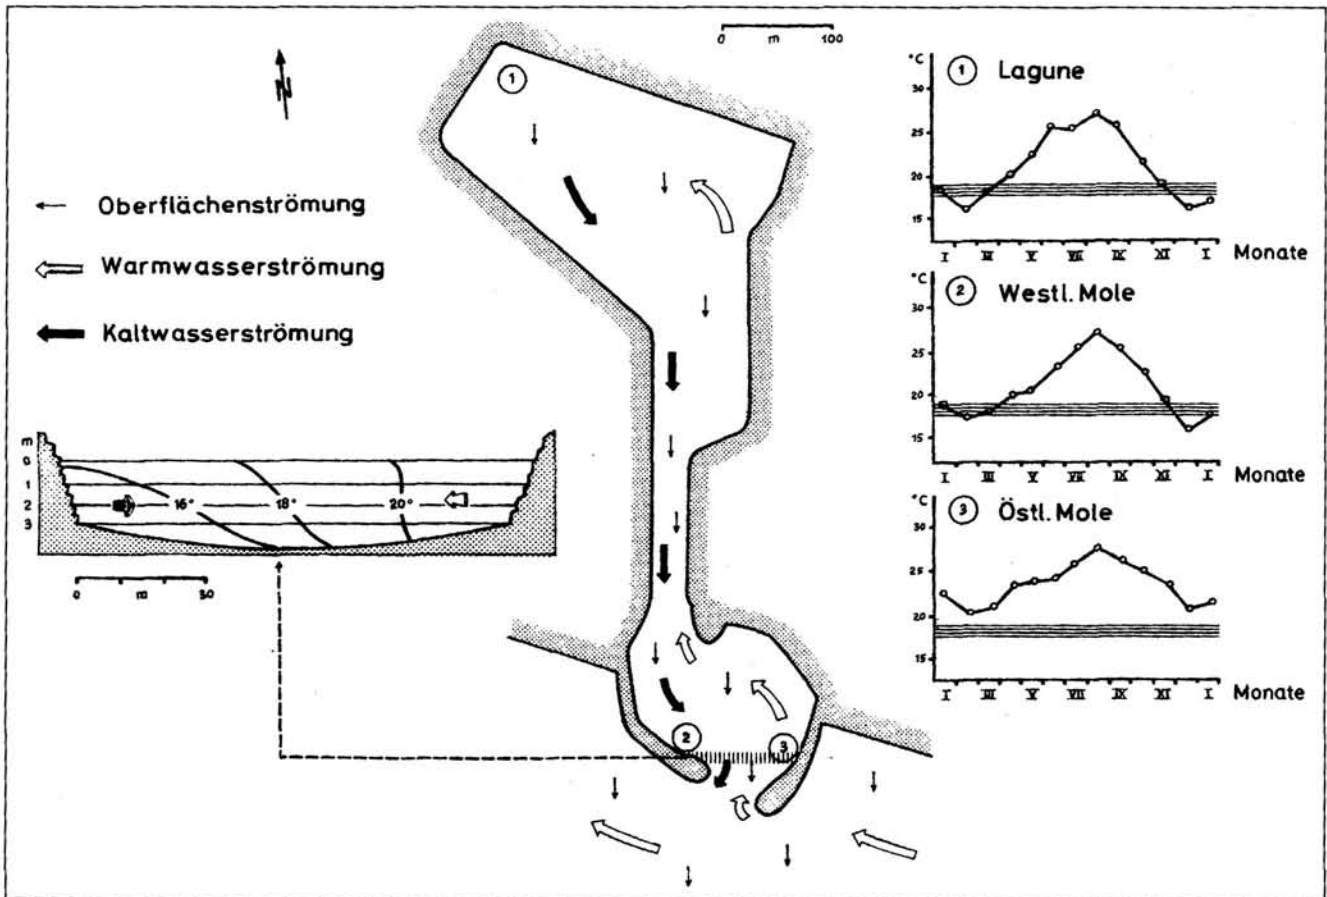 0 m 100
N
1
Oberflächenströmung
Warmwasserströmung
Kaltwasserströmung
m
0
1
2
3
16° 18° 20°
0 m 30
2
3
1 Lagune
°C
30
25
20
15
I III V VII IX XI I Monate
2 Westl. Mole
°C
30
25
20
15
I III V VII IX XI I Monate
3 Östl. Mole
°C
30
25
20
15
I III V VII IX XI I Monate